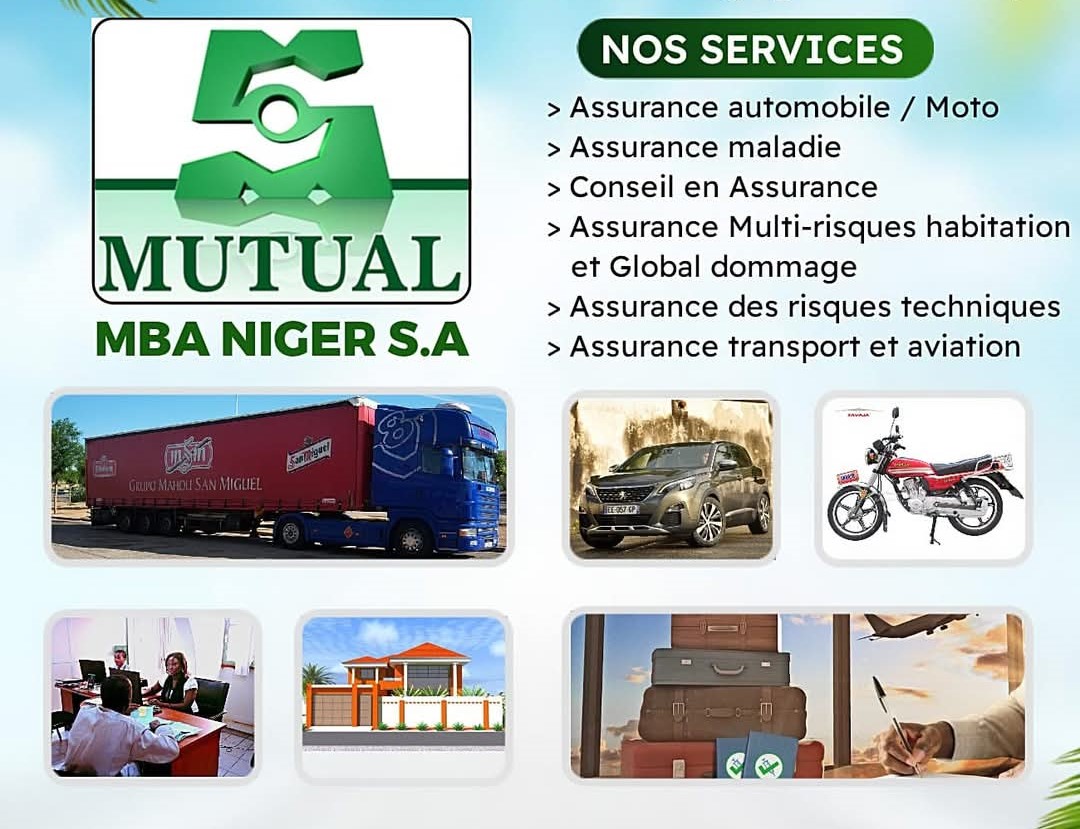 MUTUAL
MBA NIGER S.A
NOS SERVICES
> Assurance automobile / Moto
> Assurance maladie
> Conseil en Assurance
> Assurance Multi-risques habitation
et Global dommage
> Assurance des risques techniques
> Assurance transport et aviation
San Miguel
GRUPO MAHOU SAN MIGUEL